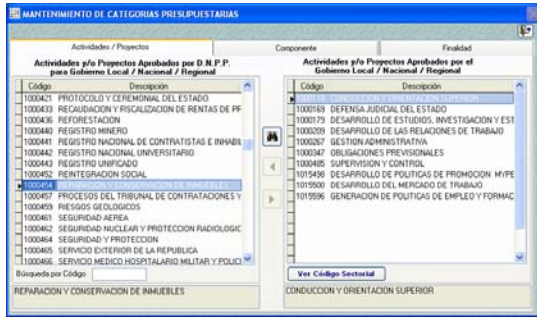 MANTENIMIENTO DE CATEGORIAS PRESUPUESTARIAS
Actividades / Proyectos
Componente
Finalidad
Actividades y/o Proyectos Aprobados por D.N.P.P.
para Gobierno Local / Nacional / Regional
Código Descripción
1000421 PROTOCOLO Y CEREMONIAL DEL ESTADO
1000433 RECAUDACION Y FISCALIZACION DE RENTAS DE PF
1000436 REFORESTACION
1000440 REGISTRO MINERO
1000441 REGISTRO NACIONAL DE CONTRATISTAS E INHABIL
1000442 REGISTRO NACIONAL UNIVERSITARIO
1000443 REGISTRO UNIFICADO
1000452 REINTEGRACION SOCIAL
1000454 REPARACION Y CONSERVACION DE INMUEBLES
1000457 PROCESOS DEL TRIBUNAL DE CONTRATACIONES Y
1000459 RIESGOS GEOLOGICOS
1000461 SEGURIDAD AEREA
1000462 SEGURIDAD NUCLEAR Y PROTECCION RADIOLOGIC
1000464 SEGURIDAD Y PROTECCION
1000465 SERVICIO EXTERIOR DE LA REPUBLICA
1000466 SERVICIO MEDICO HOSPITALARIO MILITAR Y POLICI
Búsqueda por Código
REPARACION Y CONSERVACION DE INMUEBLES
Actividades y/o Proyectos Aprobados por el
Gobierno Local / Nacional / Regional
Código Descripción
CONDUCCION Y ORIENTACION SUPERIOR
1000169 DEFENSA JUDICIAL DEL ESTADO
1000179 DESARROLLO DE ESTUDIOS, INVESTIGACION Y EST
1000209 DESARROLLO DE LAS RELACIONES DE TRABAJO
1000267 GESTION ADMINISTRATIVA
1000347 OBLIGACIONES PREVISIONALES
1000485 SUPERVISION Y CONTROL
1015498 DESARROLLO DE POLITICAS DE PROMOCION MYPE
1015500 DESARROLLO DEL MERCADO DE TRABAJO
1015596 GENERACION DE POLITICAS DE EMPLEO Y FORMAC
Ver Código Sectorial
CONDUCCION Y ORIENTACION SUPERIOR